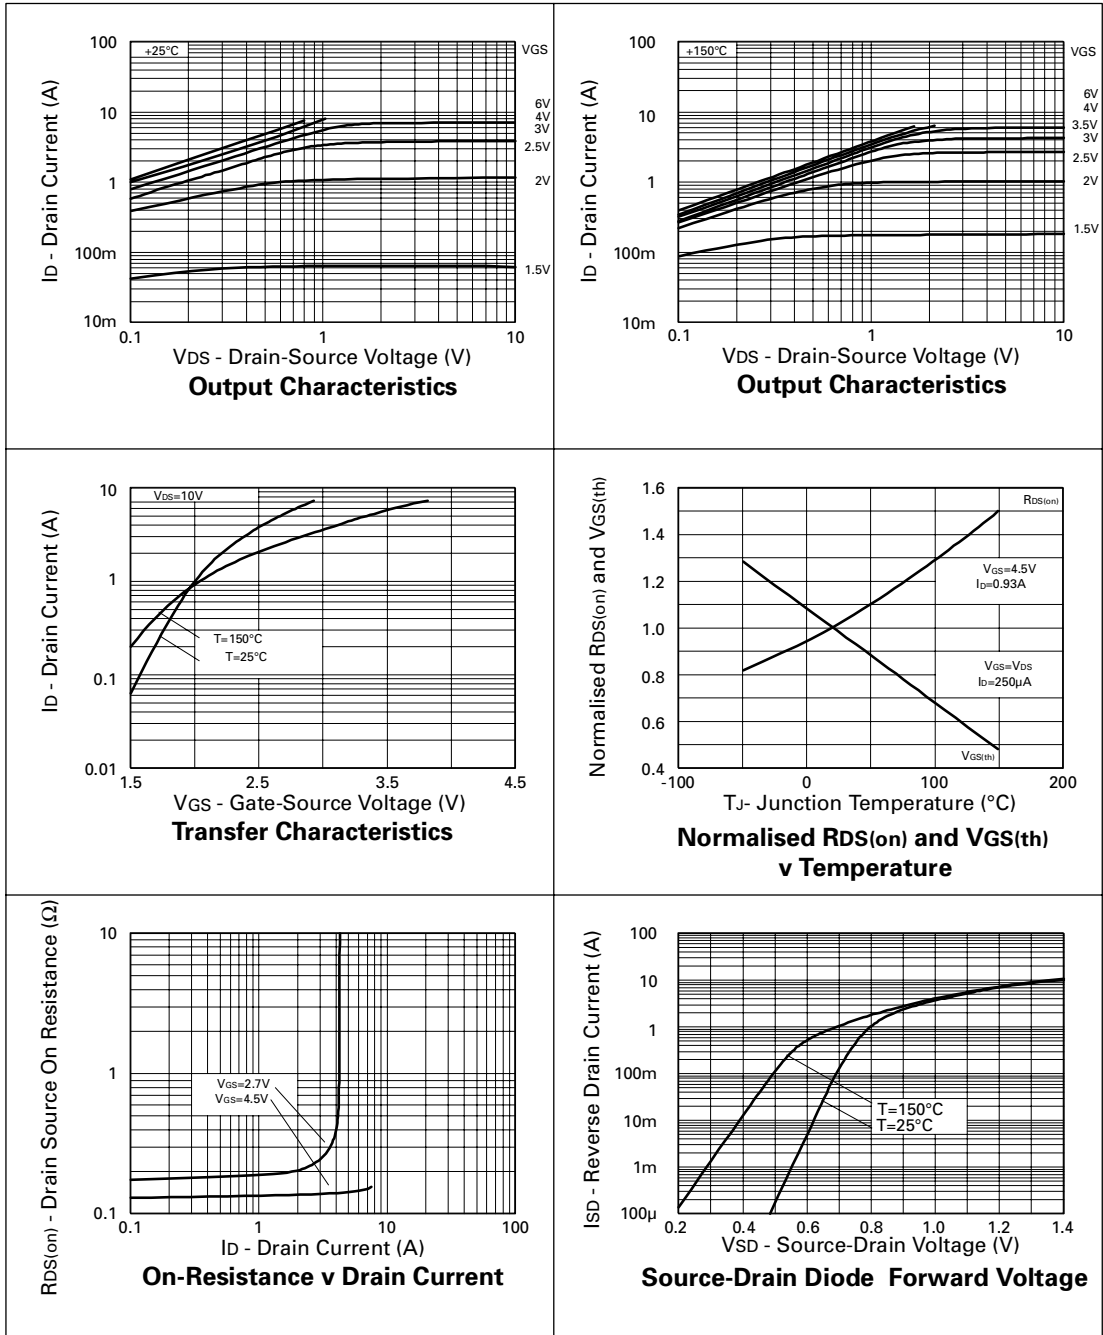 100
10
1
100m
10m
0.1
1
10
+25°C
VGS
6V
4V
3V
2.5V
2V
1.5V
ID - Drain Current (A)
VDS - Drain-Source Voltage (V)
Output Characteristics
100
10
1
100m
10m
0.1
1
10
+150°C
VGS
6V
4V
3.5V
3V
2.5V
2V
1.5V
ID - Drain Current (A)
VDS - Drain-Source Voltage (V)
Output Characteristics
10
1
0.1
0.01
1.5
2.5
3.5
4.5
VDS=10V
T=150°C
T=25°C
ID - Drain Current (A)
VGS - Gate-Source Voltage (V)
Transfer Characteristics
1.6
1.4
1.2
1.0
0.8
0.6
0.4
-100
0
100
200
RDS(on)
VGS=4.5V
ID=0.93A
VGS=VDS
ID=250µA
VGS(th)
Normalised RDS(on) and VGS(th)
TJ- Junction Temperature (°C)
Normalised RDS(on) and VGS(th)
v Temperature
10
1
0.1
0.1
1
10
100
VGS=2.7V
VGS=4.5V
RDS(on) - Drain Source On Resistance (Ω)
ID - Drain Current (A)
On-Resistance v Drain Current
100
10
1
100m
10m
1m
100µ
0.2
0.4
0.6
0.8
1.0
1.2
1.4
T=150°C
T=25°C
ISD - Reverse Drain Current (A)
VSD - Source-Drain Voltage (V)
Source-Drain Diode Forward Voltage